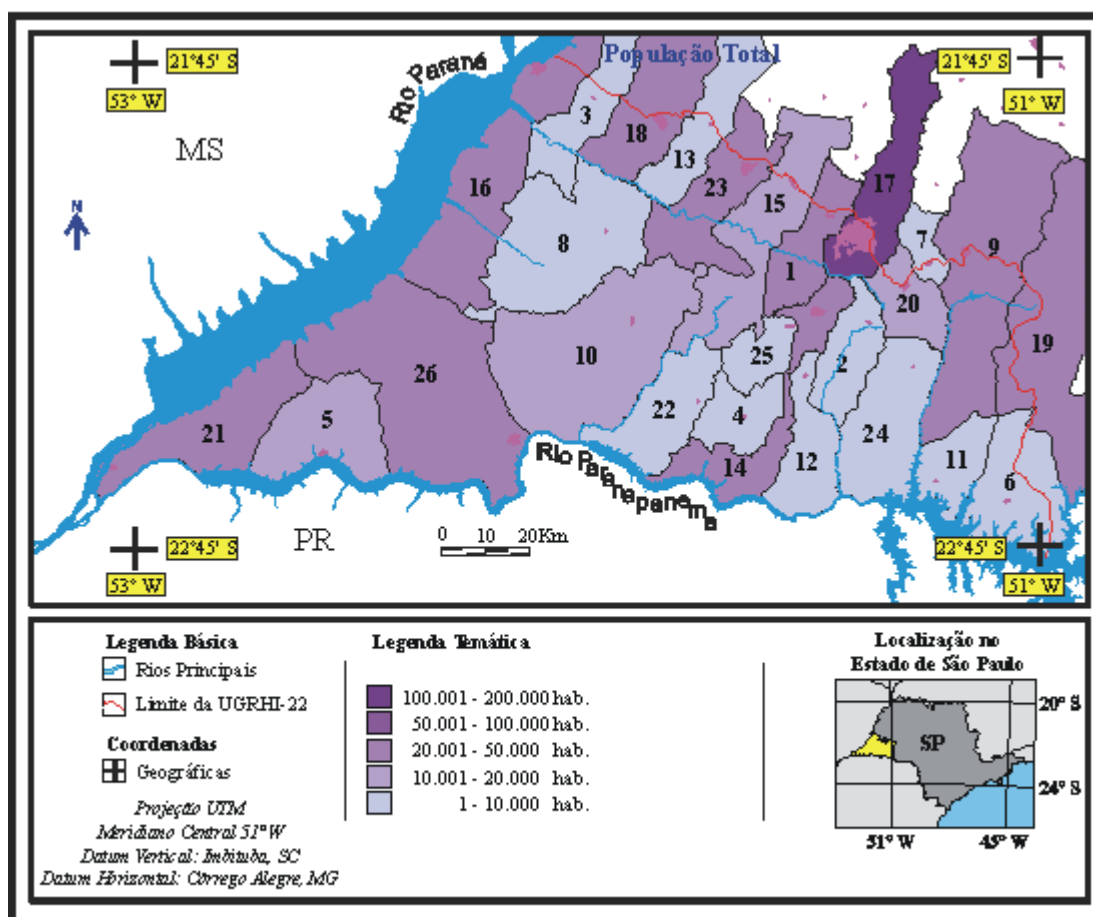 População Total
21°45' S
53° W
21°45' S
51° W
Rio Paraná
MS
N
3
18
13
17
16
23
15
7
8
1
9
20
10
25
2
19
26
22
4
24
21
5
14
12
11
6
Rio Paranapanema
PR
0 10 20Km
22°45' S
53° W
22°45' S
51° W
Legenda Básica
Rios Principais
Limite da UGRHI-22
Coordenadas
Geográficas
Projeção UTM
Meridiano Central 51° W
Datum Vertical: Imbituba, SC
Datum Horizontal: Córrego Alegre, MG
Legenda Temática
100.001 - 200.000 hab.
50.001 - 100.000 hab.
20.001 - 50.000 hab.
10.001 - 20.000 hab.
1 - 10.000 hab.
Localização no
Estado de São Paulo
20° S
SP
24° S
51° W 45° W